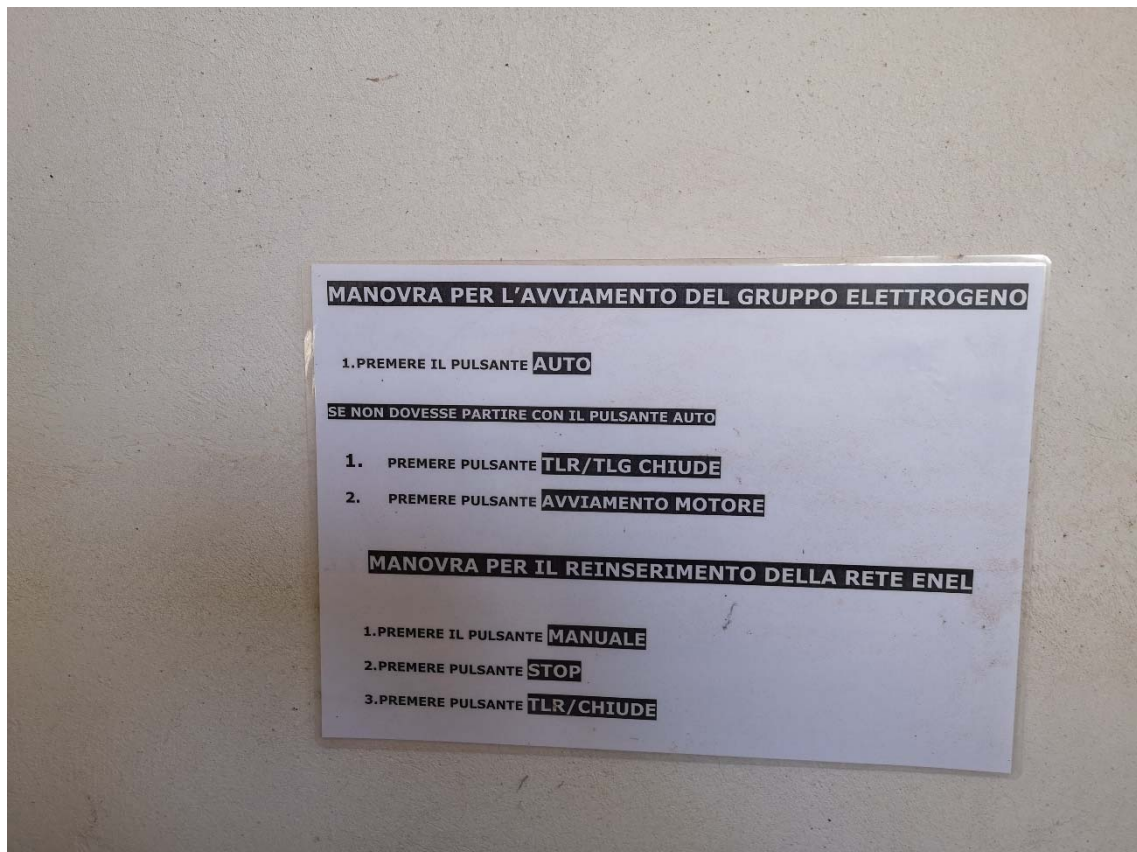 MANOVRA PER L'AVVIAMENTO DEL GRUPPO ELETTROGENO
1.PREMERE IL PULSANTE AUTO
SE NON DOVESSE PARTIRE CON IL PULSANTE AUTO
1. PREMERE PULSANTE TLR/TLG CHIUDE
2. PREMERE PULSANTE AVVIAMENTO MOTORE
MANOVRA PER IL REINSERIMENTO DELLA RETE ENEL
1.PREMERE IL PULSANTE MANUALE
2.PREMERE PULSANTE STOP
3.PREMERE PULSANTE TLR/CHIUDE